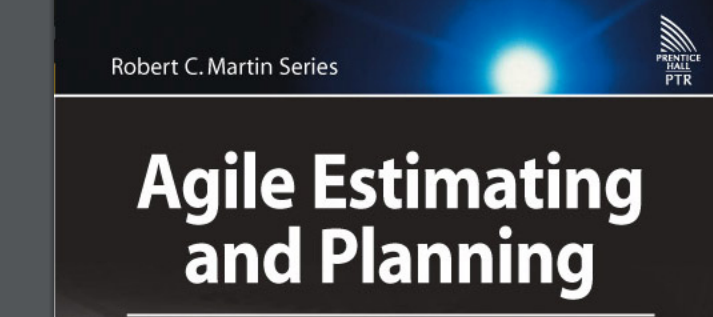 Robert C. Martin Series
PRENTICE
HALL
PTR
Agile Estimating
and Planning